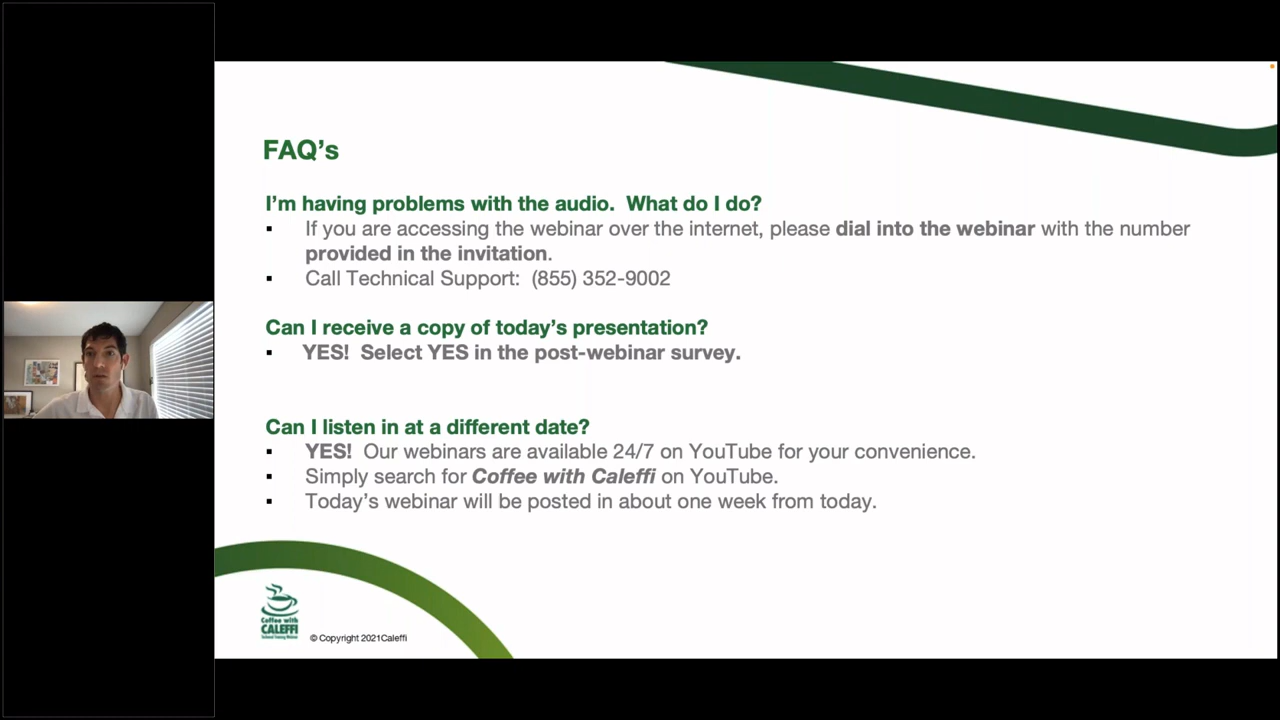 FAQ’s
I’m having problems with the audio.  What do I do?
▪ If you are accessing the webinar over the internet, please dial into the webinar with the number
provided in the invitation.
▪ Call Technical Support:  (855) 352-9002
Can I receive a copy of today’s presentation?
▪ YES!  Select YES in the post-webinar survey.
Can I listen in at a different date?
▪ YES!  Our webinars are available 24/7 on YouTube for your convenience.
▪ Simply search for Coffee with Caleffi on YouTube.
▪ Today’s webinar will be posted in about one week from today.
Coffee with
CALEFFI
© Copyright 2021Caleffi